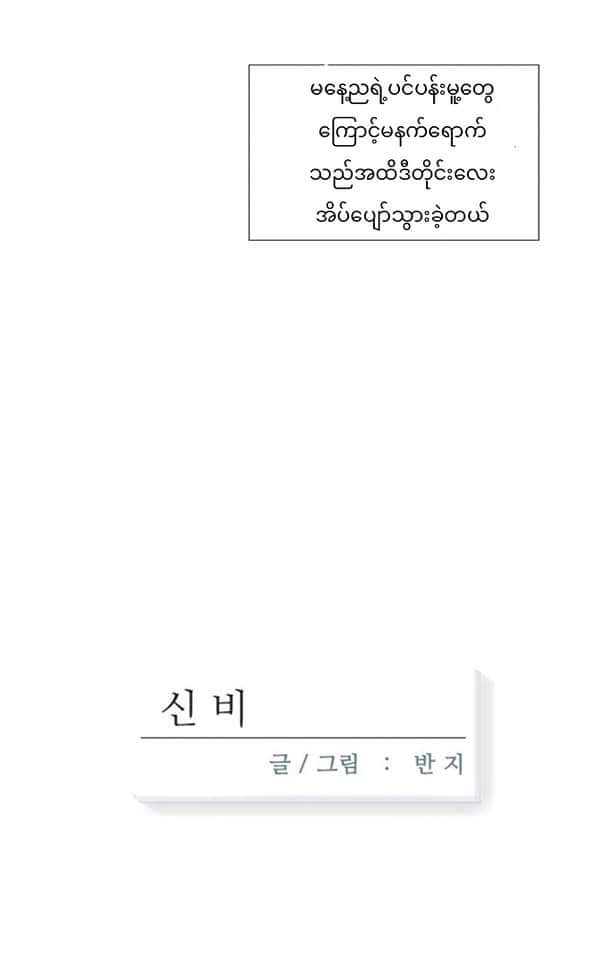 မနေ့ညရဲ့ပင်ပန်းမှု့တွေ
ကြောင့်မနက်ရောက်
သည်အထိဒီတိုင်းလေး
အိပ်ပျော်သွားခဲ့တယ်
신비
글/그림 : 반지